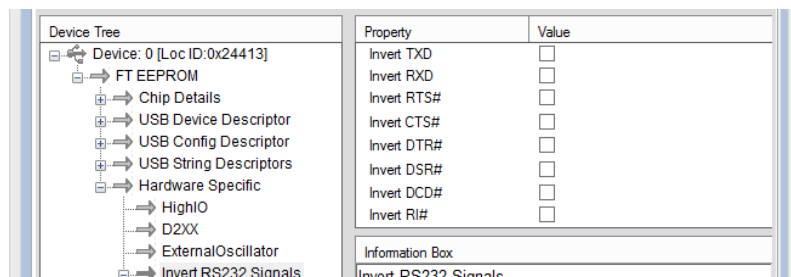 Device Tree
Device: 0 [Loc ID:0x24413]
FT EEPROM
Chip Details
USB Device Descriptor
USB Config Descriptor
USB String Descriptors
Hardware Specific
HighIO
D2XX
ExternalOscillator
Invert RS232 Signals
Property Value
Invert TXD
Invert RXD
Invert RTS#
Invert CTS#
Invert DTR#
Invert DSR#
Invert DCD#
Invert RI#
Information Box
Invert RS232 Signals